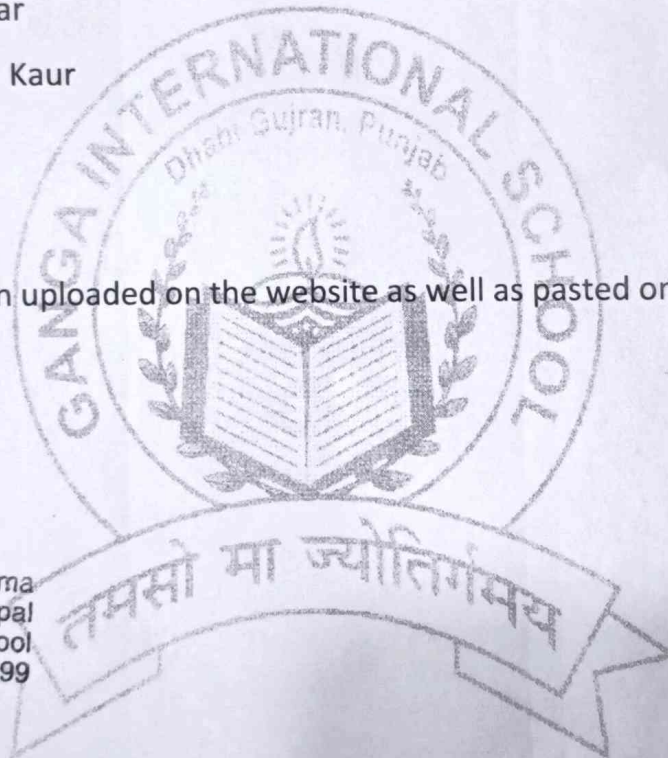 ar
Kaur
GANGA INTERNATIONAL SCHOOL
Dhabi Gujran, Punjab
n uploaded on the website as well as pasted or
ma
pal
ool
99
तमसो मा ज्योतिर्गमय